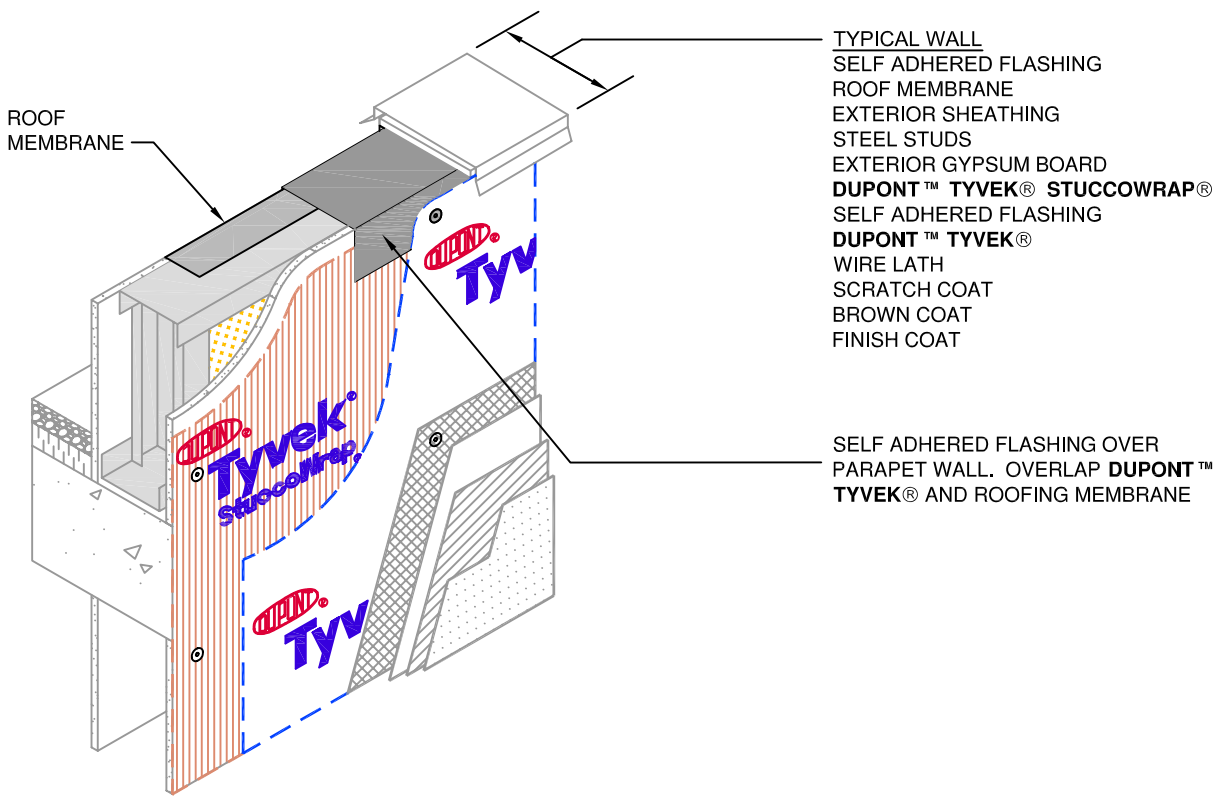 TYPICAL WALL
SELF ADHERED FLASHING
ROOF MEMBRANE
EXTERIOR SHEATHING
STEEL STUDS
EXTERIOR GYPSUM BOARD
DUPONT™ TYVEK® STUCCOWRAP®
SELF ADHERED FLASHING
DUPONT™ TYVEK®
WIRE LATH
SCRATCH COAT
BROWN COAT
FINISH COAT
ROOF
MEMBRANE
DUPONT®
Tyv
DUPONT®
Tyvek®
StuccoWrap®
SELF ADHERED FLASHING OVER
PARAPET WALL. OVERLAP DUPONT™
TYVEK® AND ROOFING MEMBRANE
DUPONT®
Tyv